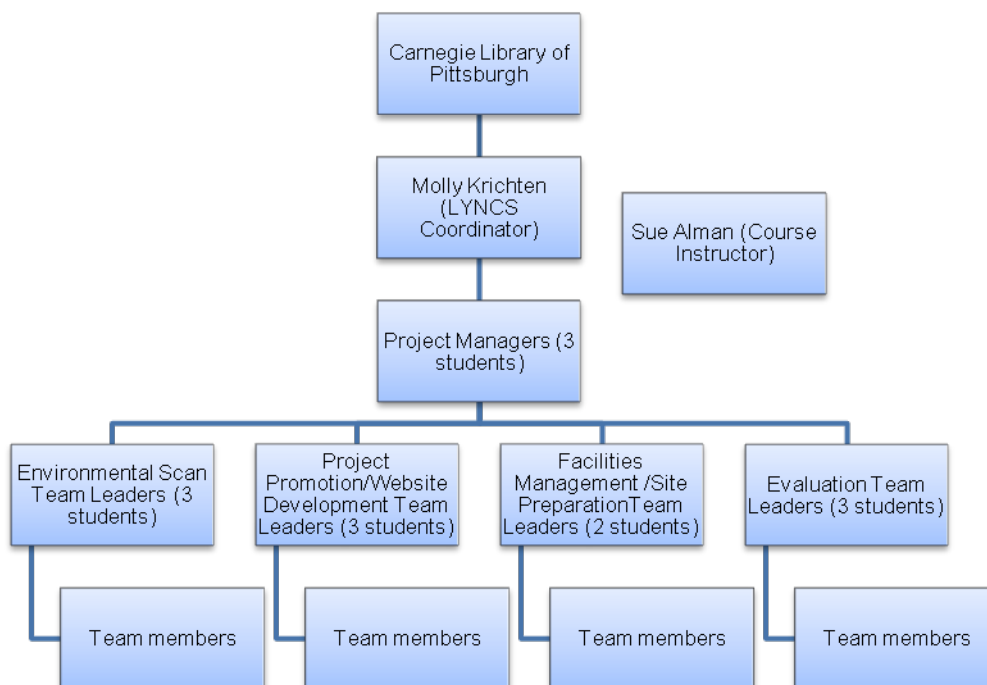 Carnegie Library of
Pittsburgh
Molly Krichten
(LYNCS
Coordinator)
Sue Alman (Course
Instructor)
Project Managers (3
students)
Environmental Scan
Team Leaders (3
students)
Project
Promotion/Website
Development Team
Leaders (3 students)
Facilities
Management /Site
PreparationTeam
Leaders (2 students)
Evaluation Team
Leaders (3 students)
Team members
Team members
Team members
Team members